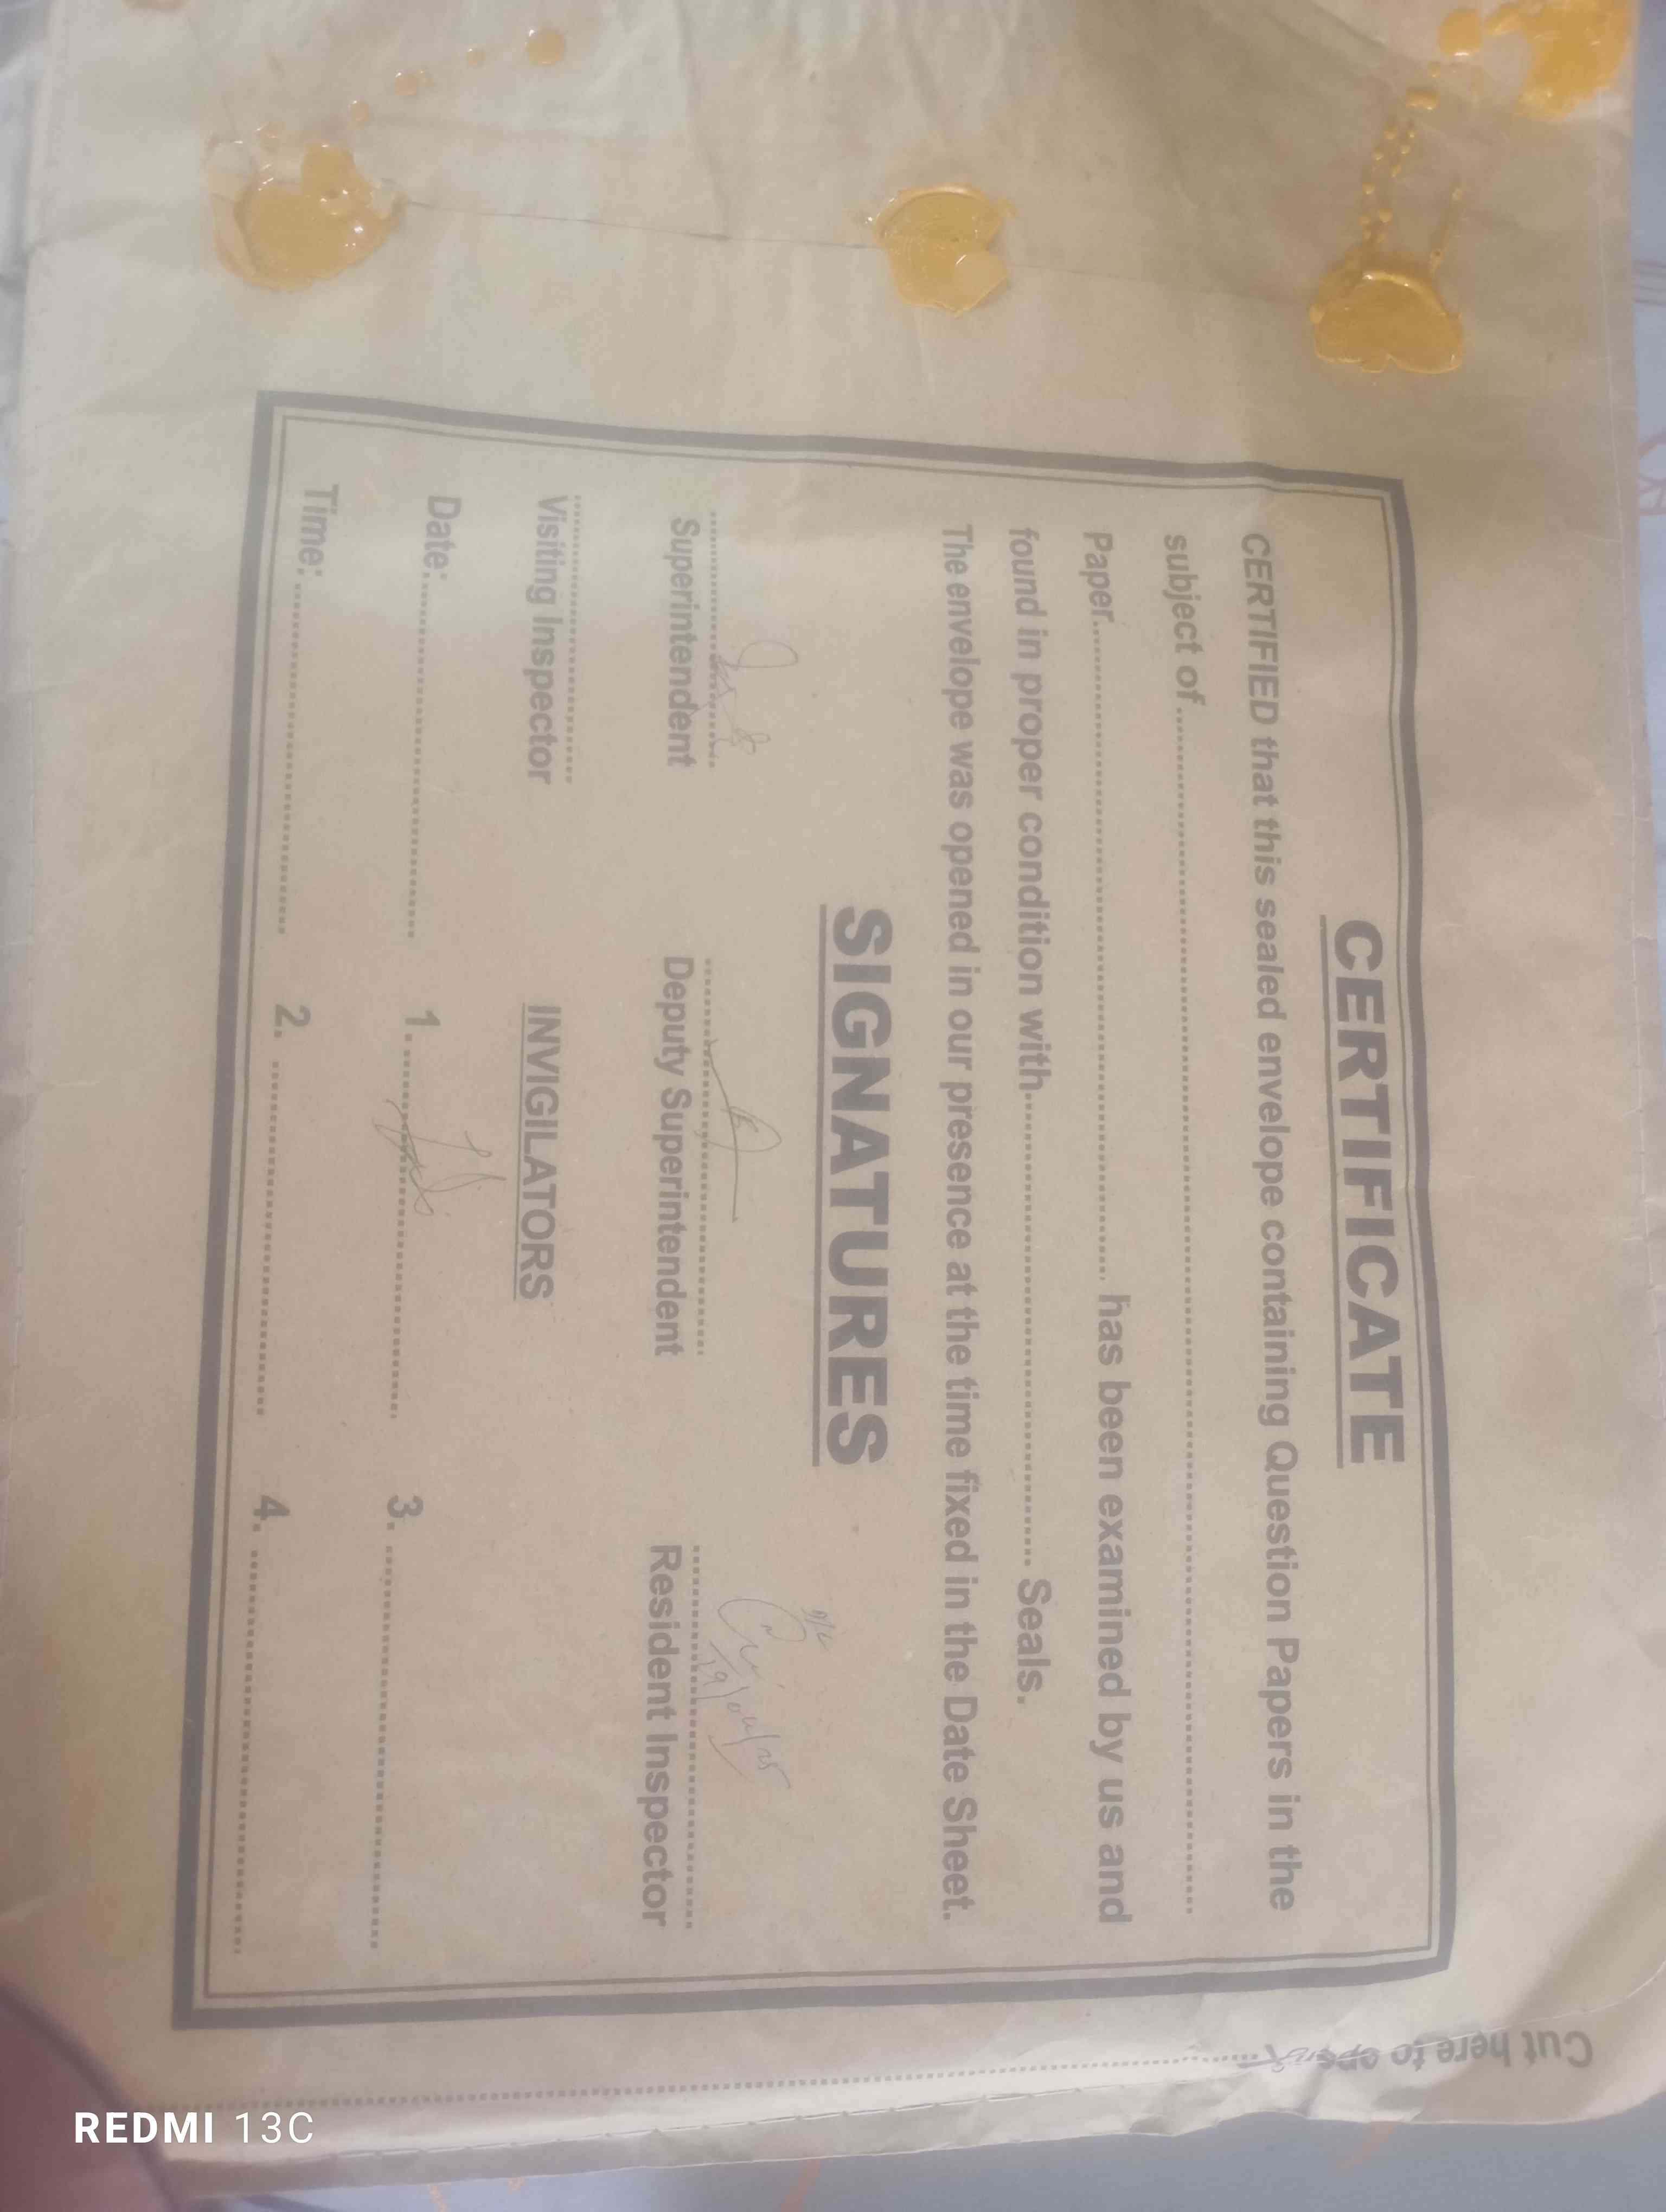 CERTIFICATE
CERTIFIED that this sealed envelope containing Question Papers in the
subject of........................................
Paper........................................ has been examined by us and
found in proper condition with........................................ Seals.
The envelope was opened in our presence at the time fixed in the Date Sheet.
SIGNATURES
Superintendent Deputy Superintendent Resident Inspector
Visiting Inspector INVIGILATORS
Date:.................... 1..................... 3.....................
Time:.................... 2..................... 4.....................
Cut here to open
REDMI 13C